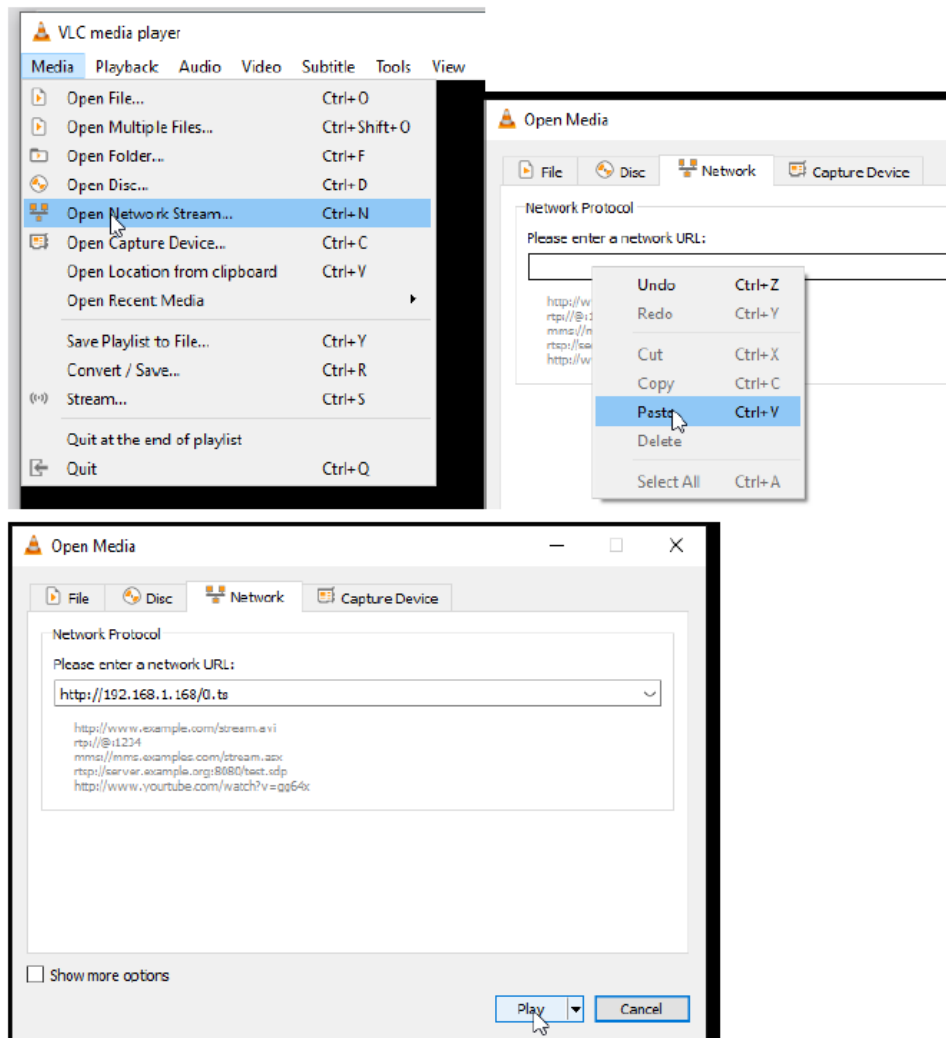 VLC media player
Media Playback Audio Video Subtitle Tools View
Open File... Ctrl+O
Open Multiple Files... Ctrl+Shift+O
Open Folder... Ctrl+F
Open Disc... Ctrl+D
Open Network Stream... Ctrl+N
Open Capture Device... Ctrl+C
Open Location from clipboard Ctrl+V
Open Recent Media
Save Playlist to File... Ctrl+Y
Convert / Save... Ctrl+R
Stream... Ctrl+S
Quit at the end of playlist
Quit Ctrl+Q
Open Media
File Disc Network Capture Device
Network Protocol
Please enter a network URL:
http://w
rtp://@:1
mms://m
rtsp://se
http://w
Undo Ctrl+Z
Redo Ctrl+Y
Cut Ctrl+X
Copy Ctrl+C
Paste Ctrl+V
Delete
Select All Ctrl+A
Open Media
File Disc Network Capture Device
Network Protocol
Please enter a network URL:
http://192.168.1.168/0.ts
http://www.example.com/stream.avi
rtp://@:1234
mms://mms.examples.com/stream.asx
rtsp://server.example.org:8080/test.sdp
http://www.yourtube.com/watch?v=gg64x
Show more options
Play Cancel